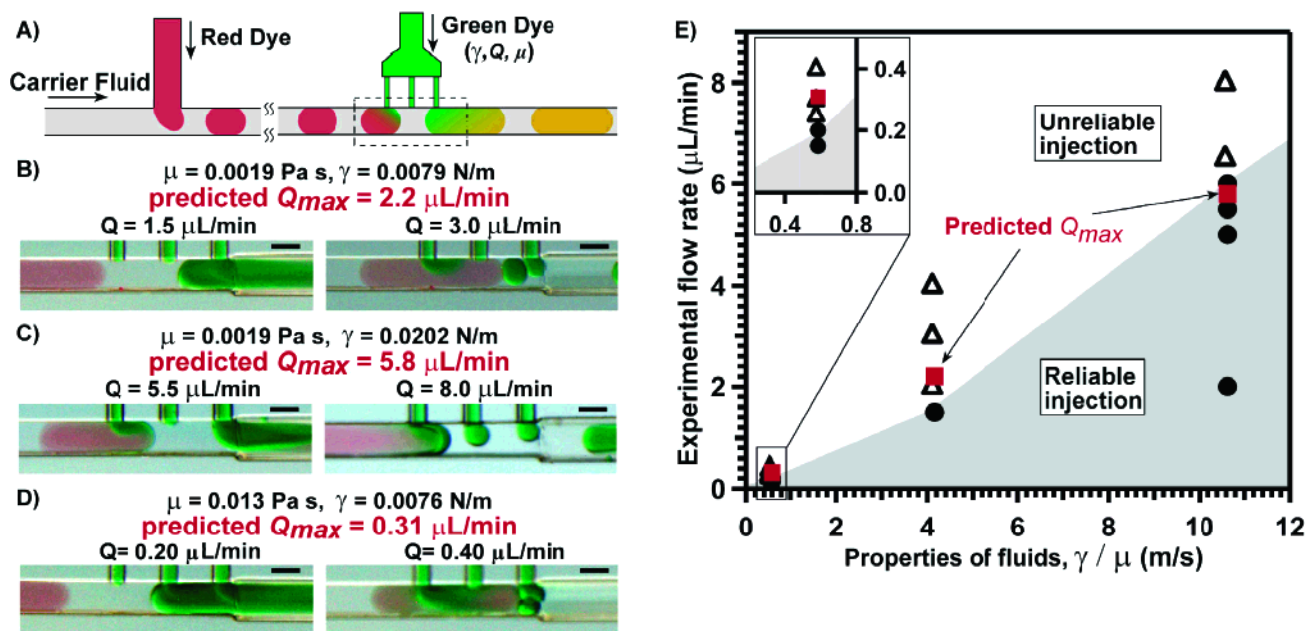 A)
Red Dye
Carrier Fluid
Green Dye
(γ, Q, μ)
B)
μ = 0.0019 Pa s, γ = 0.0079 N/m
predicted Qmax = 2.2 μL/min
Q = 1.5 μL/min
Q = 3.0 μL/min
C)
μ = 0.0019 Pa s, γ = 0.0202 N/m
predicted Qmax = 5.8 μL/min
Q = 5.5 μL/min
Q = 8.0 μL/min
D)
μ = 0.013 Pa s, γ = 0.0076 N/m
predicted Qmax = 0.31 μL/min
Q= 0.20 μL/min
Q= 0.40 μL/min
E)
Experimental flow rate (μL/min)
8
6
4
2
0
0.4
0.2
0.0
0.4 0.6 0.8
Unreliable
injection
Predicted Qmax
Reliable
injection
0 2 4 6 8 10 12
Properties of fluids, γ / μ (m/s)